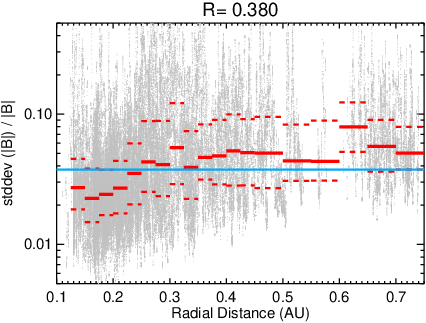 R= 0.380
stddev (|B|) / |B|
0.10
0.01
0.1 0.2 0.3 0.4 0.5 0.6 0.7
Radial Distance (AU)